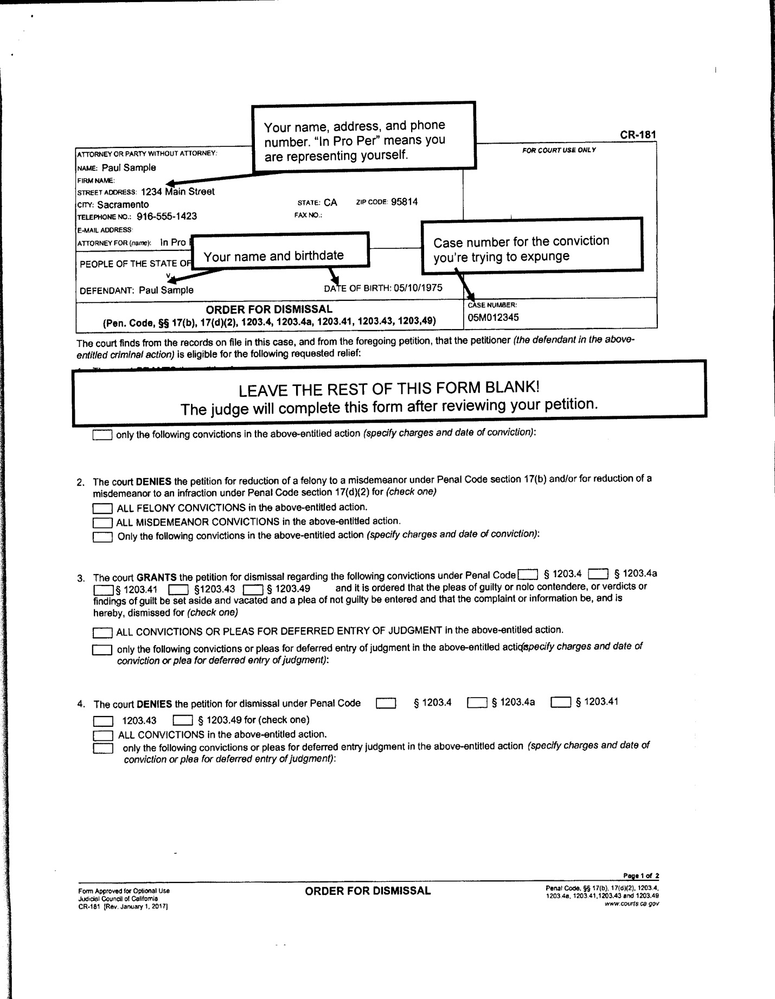 Your name, address, and phone
number. “In Pro Per” means you
are representing yourself.
CR-181
ATTORNEY OR PARTY WITHOUT ATTORNEY:
FOR COURT USE ONLY
NAME: Paul Sample
FIRM NAME:
STREET ADDRESS: 1234 Main Street
CITY: Sacramento STATE: CA ZIP CODE: 95814
TELEPHONE NO.: 916-555-1423 FAX NO.:
E-MAIL ADDRESS:
ATTORNEY FOR (name): In Pro
Your name and birthdate
Case number for the conviction
you're trying to expunge
PEOPLE OF THE STATE OF
v.
DEFENDANT: Paul Sample DATE OF BIRTH: 05/10/1975
ORDER FOR DISMISSAL
(Pen. Code, §§ 17(b), 17(d)(2), 1203.4, 1203.4a, 1203.41, 1203.43, 1203,49)
CASE NUMBER:
05M012345
The court finds from the records on file in this case, and from the foregoing petition, that the petitioner (the defendant in the above-
entitled criminal action) is eligible for the following requested relief:
LEAVE THE REST OF THIS FORM BLANK!
The judge will complete this form after reviewing your petition.
only the following convictions in the above-entitled action (specify charges and date of conviction):
2. The court DENIES the petition for reduction of a felony to a misdemeanor under Penal Code section 17(b) and/or for reduction of a
misdemeanor to an infraction under Penal Code section 17(d)(2) for (check one)
ALL FELONY CONVICTIONS in the above-entitled action.
ALL MISDEMEANOR CONVICTIONS in the above-entitled action.
Only the following convictions in the above-entitled action (specify charges and date of conviction):
3. The court GRANTS the petition for dismissal regarding the following convictions under Penal Code § 1203.4 § 1203.4a
§ 1203.41 §1203.43 § 1203.49 and it is ordered that the pleas of guilty or nolo contendere, or verdicts or
findings of guilt be set aside and vacated and a plea of not guilty be entered and that the complaint or information be, and is
hereby, dismissed for (check one)
ALL CONVICTIONS OR PLEAS FOR DEFERRED ENTRY OF JUDGMENT in the above-entitled action.
only the following convictions or pleas for deferred entry of judgment in the above-entitled actio(specify charges and date of
conviction or plea for deferred entry of judgment):
4. The court DENIES the petition for dismissal under Penal Code § 1203.4 § 1203.4a § 1203.41
1203.43 § 1203.49 for (check one)
ALL CONVICTIONS in the above-entitled action.
only the following convictions or pleas for deferred entry judgment in the above-entitled action (specify charges and date of
conviction or plea for deferred entry of judgment):
Page 1 of 2
Form Approved for Optional Use
Judicial Council of California
CR-181 [Rev. January 1, 2017]
ORDER FOR DISMISSAL
Penal Code, §§ 17(b), 17(d)(2), 1203.4,
1203.4a, 1203.41,1203.43 and 1203.49
www.courts.ca.gov